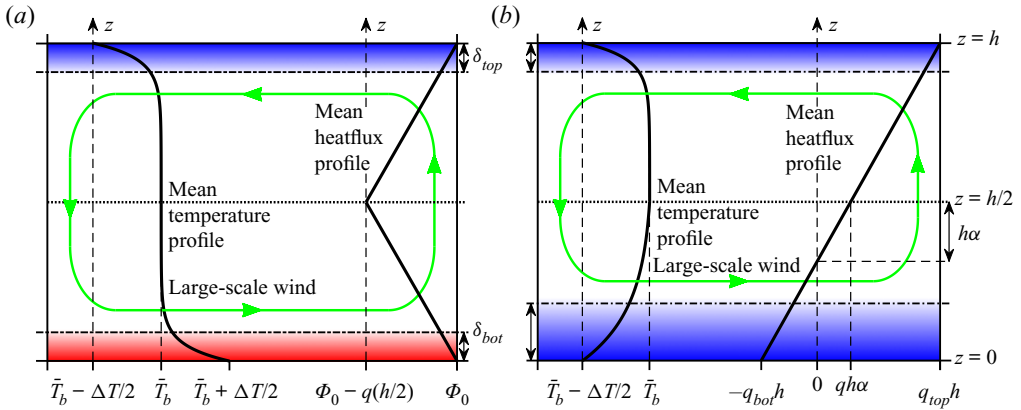 (a)
z
z
δ_top
Mean
heatflux
profile
Mean
temperature
profile
Large-scale wind
δ_bot
T̄_b − ΔT/2
T̄_b
T̄_b + ΔT/2
Φ_0 − q(h/2)
Φ_0
(b)
z
z
z = h
Mean
heatflux
profile
z = h/2
Mean
temperature
profile
hα
Large-scale wind
z = 0
T̄_b − ΔT/2
T̄_b
−q_bot h
0
qhα
q_top h